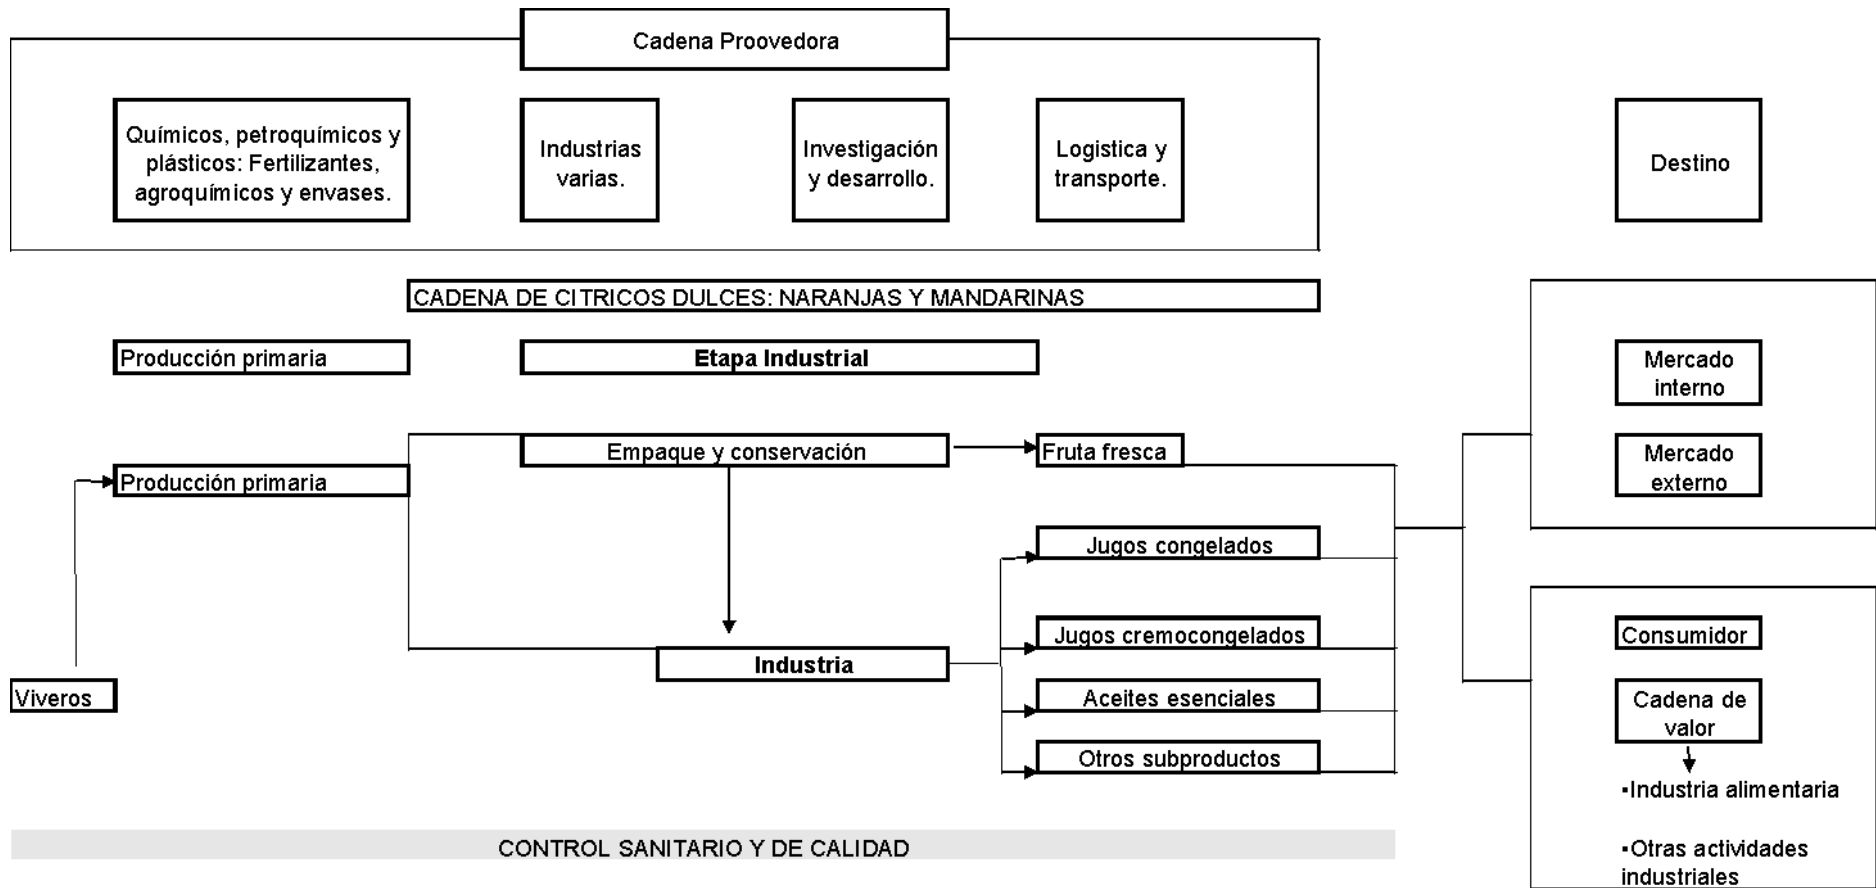 Cadena Proovedora
Químicos, petroquímicos y
plásticos: Fertilizantes,
agroquímicos y envases.
Industrias
varias.
Investigación
y desarrollo.
Logistica y
transporte.
Destino
CADENA DE CITRICOS DULCES: NARANJAS Y MANDARINAS
Producción primaria
Etapa Industrial
Mercado
interno
Empaque y conservación
Fruta fresca
Mercado
externo
Producción primaria
Jugos congelados
Jugos cremocongelados
Consumidor
Industria
Viveros
Aceites esenciales
Cadena de
valor
Otros subproductos
▪Industria alimentaria
CONTROL SANITARIO Y DE CALIDAD
▪Otras actividades
industriales